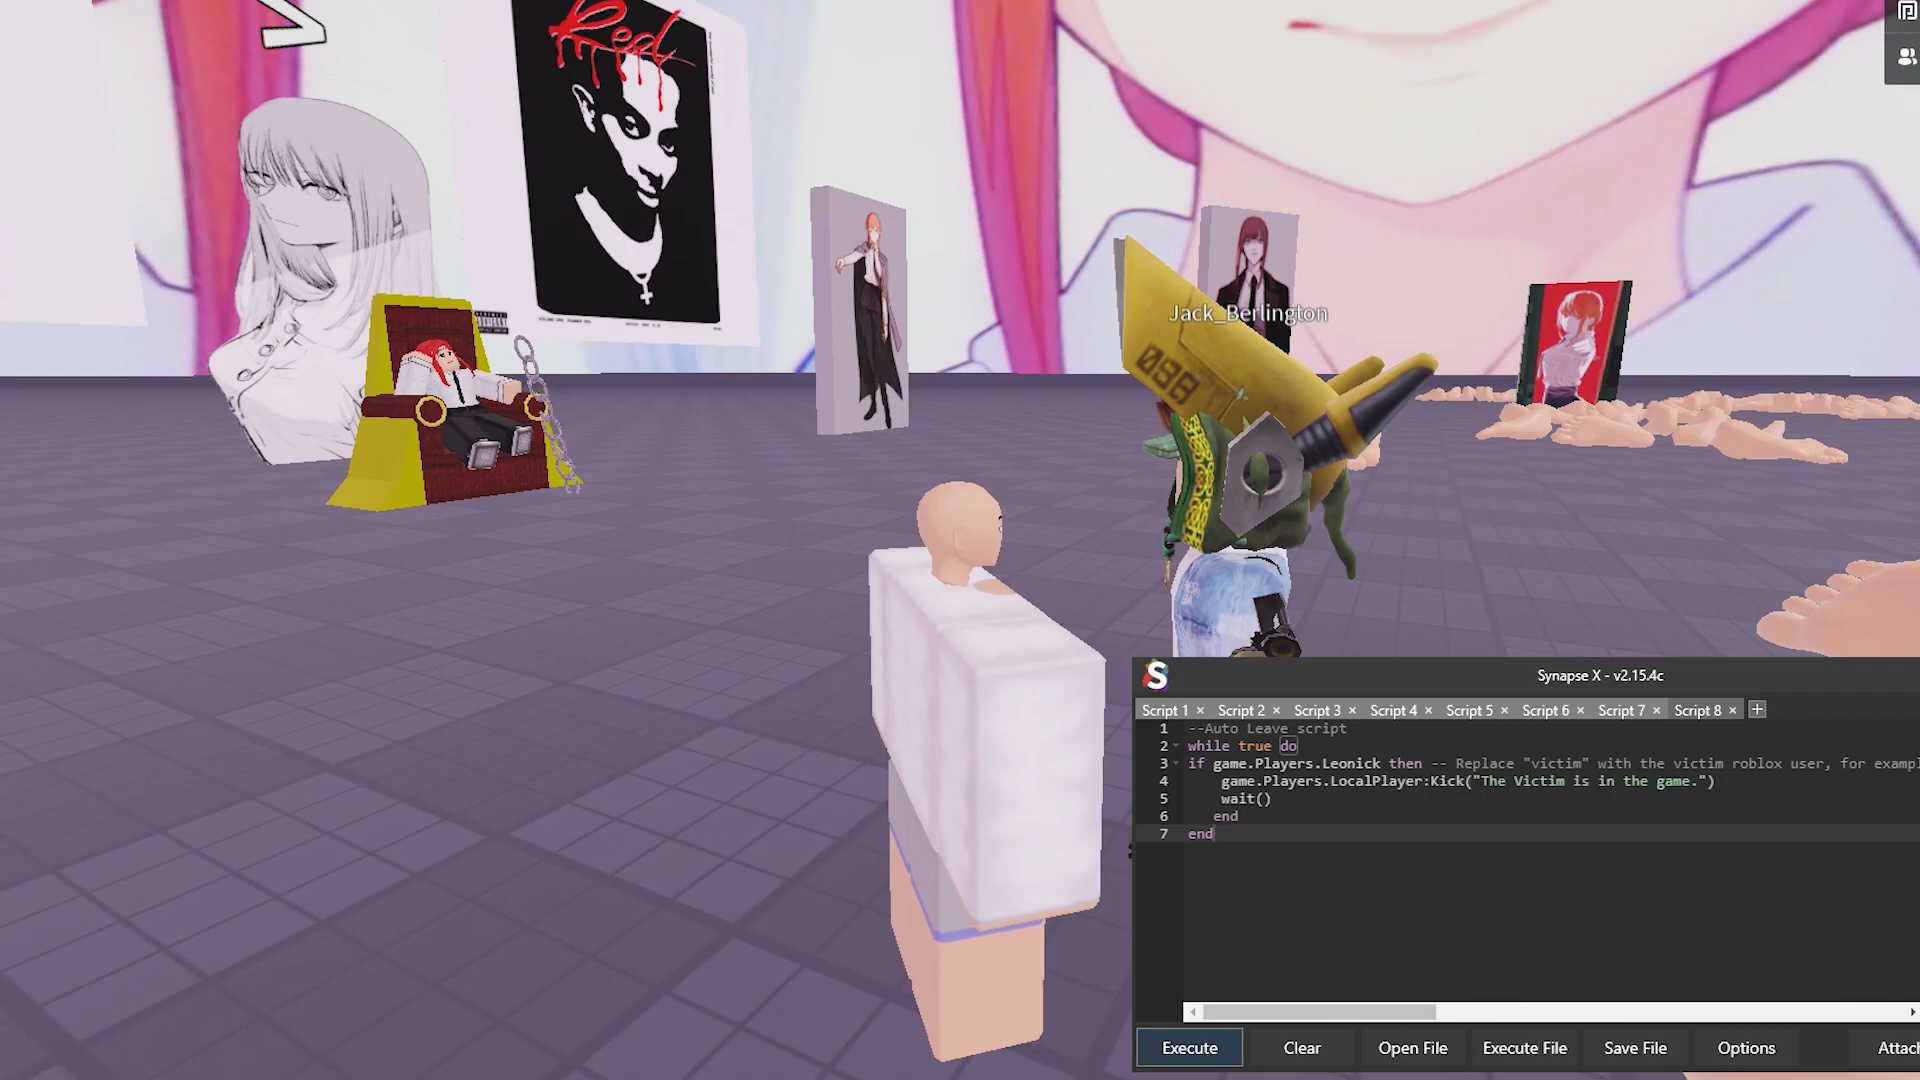 Red
Jack_Berlington
098
Synapse X - v2.15.4c
Script 1 × Script 2 × Script 3 × Script 4 × Script 5 × Script 6 × Script 7 × Script 8 × +
1 --Auto Leave script
2 while true do
3 if game.Players.Leonick then -- Replace "victim" with the victim roblox user, for exampl
4 game.Players.LocalPlayer:Kick("The Victim is in the game.")
5 wait()
6 end
7 end
Execute Clear Open File Execute File Save File Options Attach